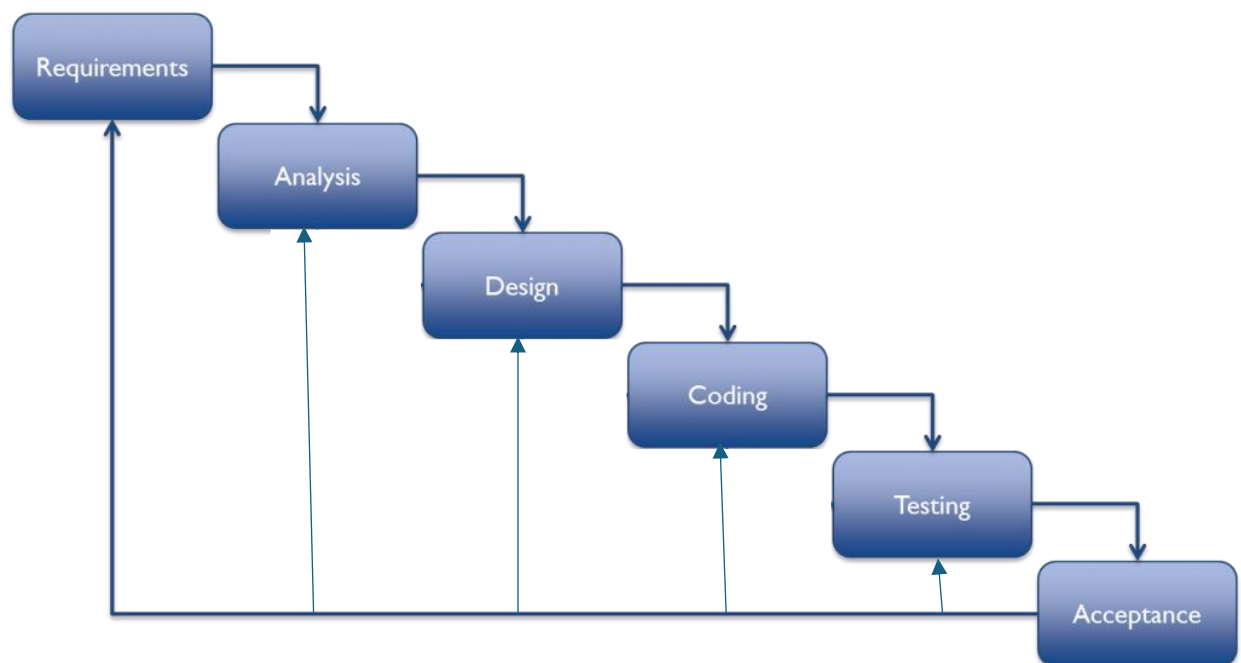 Requirements
Analysis
Design
Coding
Testing
Acceptance